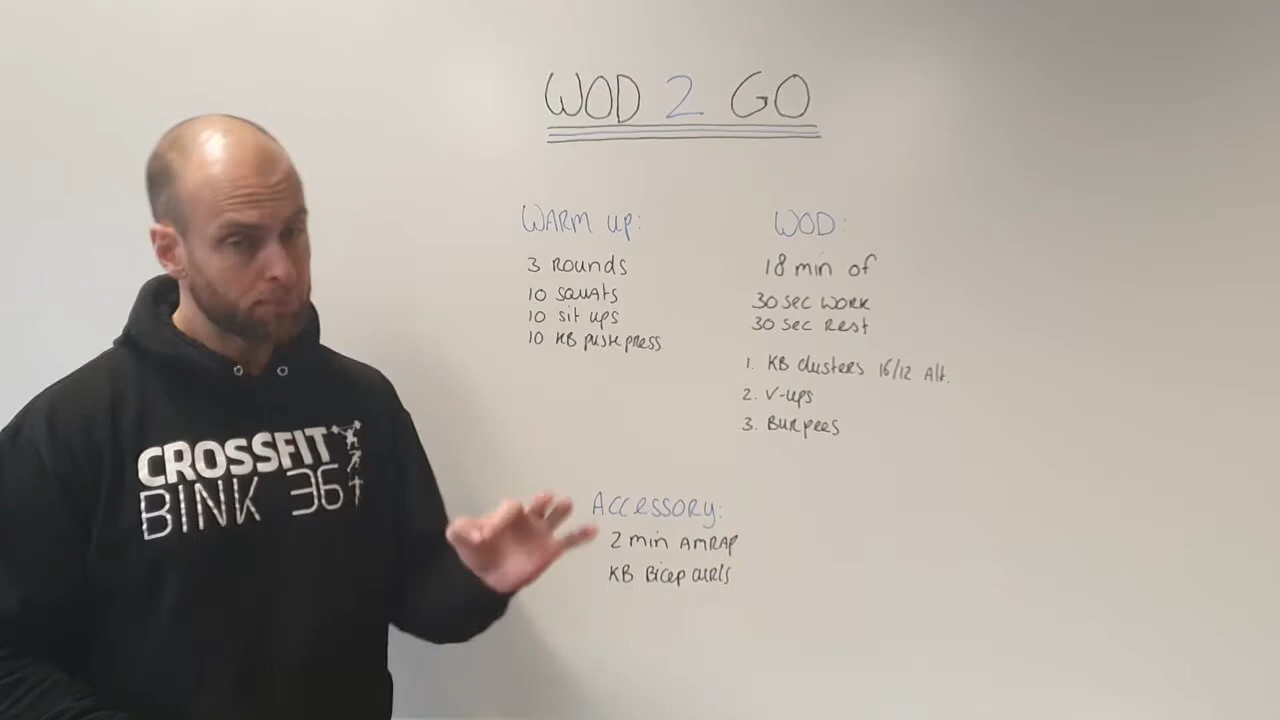 WOD 2 GO
WARM UP:
3 ROUNDS
10 SQUATS
10 SIT UPS
10 KB PUSH PRESS
WOD:
18 min of
30 SEC WORK
30 SEC REST
1. KB CLUSTERS 16/12 Alt.
2. V-UPS
3. BURPEES
ACCESSORY:
2 min AMRAP
KB BICEP CURLS
CROSSFIT
BINK 36